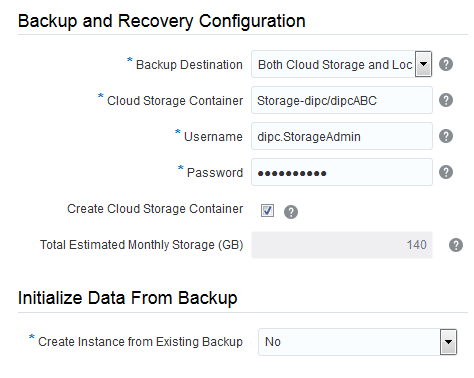 Backup and Recovery Configuration
* Backup Destination Both Cloud Storage and Loc ?
* Cloud Storage Container Storage-dipc/dipcABC ?
* Username dipc.StorageAdmin ?
* Password •••••••••• ?
Create Cloud Storage Container ?
Total Estimated Monthly Storage (GB) 140 ?
Initialize Data From Backup
* Create Instance from Existing Backup No